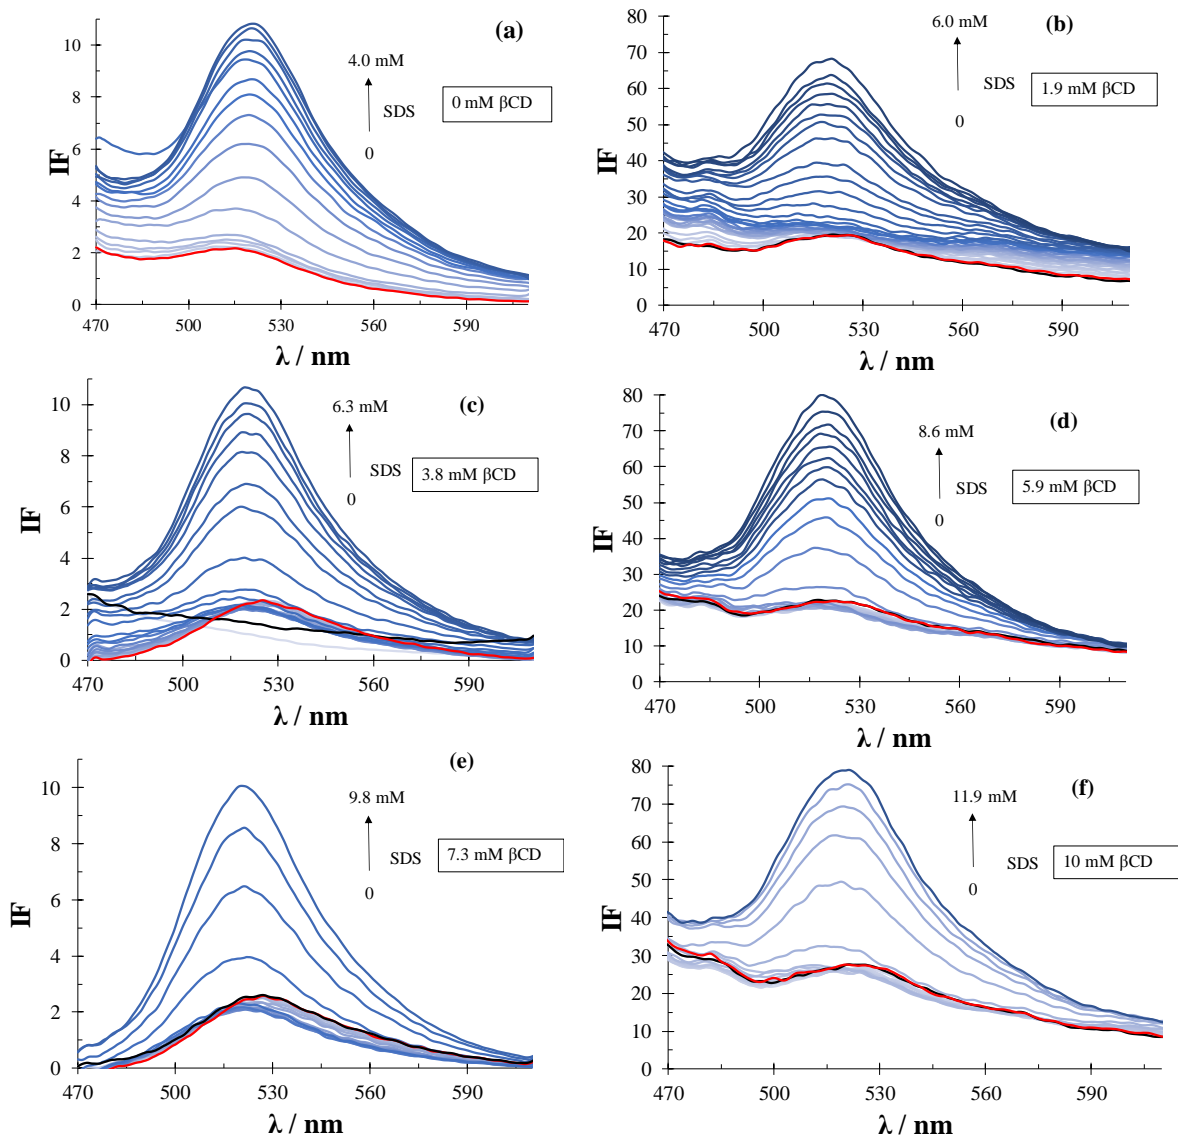 (a)
10
8
6
4
2
0
IF
4.0 mM
SDS
0
0 mM βCD
470 500 530 560 590
λ / nm
(b)
80
70
60
50
40
30
20
10
0
IF
6.0 mM
SDS
0
1.9 mM βCD
470 500 530 560 590
λ / nm
(c)
10
8
6
4
2
0
IF
6.3 mM
SDS
0
3.8 mM βCD
470 500 530 560 590
λ / nm
(d)
80
70
60
50
40
30
20
10
0
IF
8.6 mM
SDS
0
5.9 mM βCD
470 500 530 560 590
λ / nm
(e)
10
8
6
4
2
0
IF
9.8 mM
SDS
0
7.3 mM βCD
470 500 530 560 590
λ / nm
(f)
80
70
60
50
40
30
20
10
0
IF
11.9 mM
SDS
0
10 mM βCD
470 500 530 560 590
λ / nm